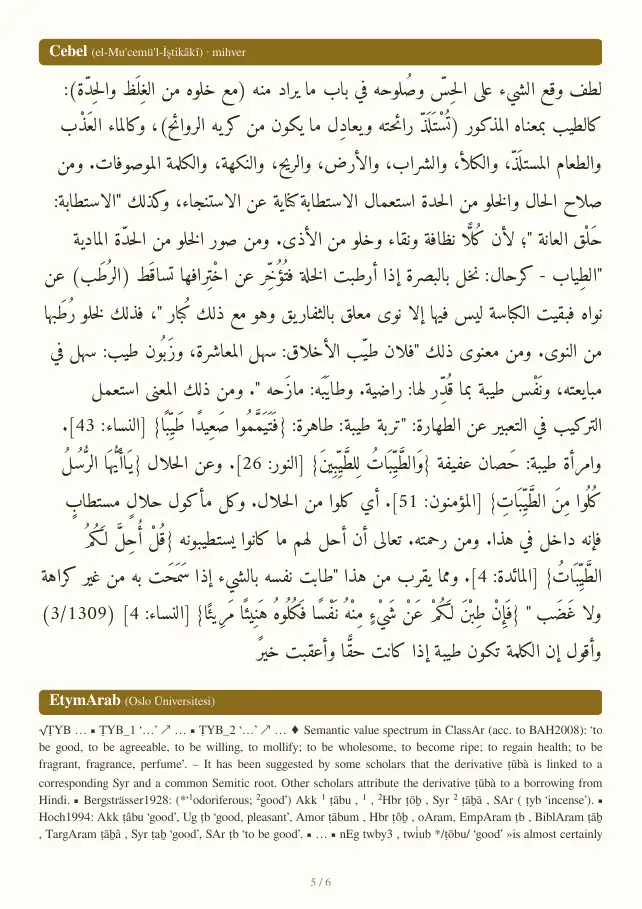 Cebel (el-Mu'cemü'l-İştikâkî) · mihver
لطف وقع الشيء على الحِسّ وصُلوحه في باب ما يراد منه (مع خلوه من الغِلَظ والحِدّة):
كالطيب بمعناه المذكور (تُسْتَلَذّ رائحته ويعادِل ما يكون من كريه الروائح)، وكالماء العَذْب
والطعام المستلَذّ، والكلأ، والشراب، والأرض، والريح، والنكهة، والكلمة الموصوفات. ومن
صلاح الحال والخلو من الحدة استعمال الاستطابة كناية عن الاستنجاء، وكذلك "الاستطابة:
حَلْق العانة "؛ لأن كُلًّا نظافة ونقاء وخلو من الأذى. ومن صور الخلو من الحدّة المادية
"الطِياب - كرحال: نخل بالبصرة إذا أرطبت الخلة فتُؤُخِّر عن اخْتِرافها تساقَط (الرُطَب) عن
نواه فبقيت الكباسة ليس فيها إلا نوى معلق بالثفاريق وهو مع ذلك كُبار "، فذلك لخلو رُطَبها
من النوى. ومن معنوى ذلك "فلان طيّب الأخلاق: سهل المعاشرة، وزَبُون طيب: سهل في
مبايعته، ونَفْس طيبة بما قُدِّر لها: راضية. وطايَبَه: مازَحه ". ومن ذلك المعنى استعمل
التركيب في التعبير عن الطهارة: "تربة طيبة: طاهرة: {فَتَيَمَّمُوا صَعِيدًا طَيِّبًا} [النساء: 43].
وامرأة طيبة: حَصان عفيفة {وَالطَّيِّبَاتُ لِلطَّيِّبِينَ} [النور: 26]. وعن الحلال {يَاأَيُّهَا الرُّسُلُ
كُلُوا مِنَ الطَّيِّبَاتِ} [المؤمنون: 51]. أي كلوا من الحلال. وكل مأكول حلالٍ مستطابٍ
فإنه داخل في هذا. ومن رحمته. تعالى أن أحل لهم ما كانوا يستطيبونه {قُلْ أُحِلَّ لَكُمُ
الطَّيِّبَاتُ} [المائدة: 4]. ومما يقرب من هذا "طابت نفسه بالشيء إذا سَمَحَت به من غير كراهة
ولا غَضَب " {فَإِنْ طِبْنَ لَكُمْ عَنْ شَيْءٍ مِنْهُ نَفْسًا فَكُلُوهُ هَنِيئًا مَرِيئًا} [النساء: 4] (3/1309)
وأقول إن الكلمة تكون طيبة إذا كانت حقًّا وأعقبت خيرً
EtymArab (Oslo Üniversitesi)
√ṬYB … ▪ ṬYB_1 ‘…’ ↗ … ▪ ṬYB_2 ‘…’ ↗ … ♦ Semantic value spectrum in ClassAr (acc. to BAH2008): ‘to
be good, to be agreeable, to be willing, to mollify; to be wholesome, to become ripe; to regain health; to be
fragrant, fragrance, perfume’. – It has been suggested by some scholars that the derivative ṭūbà is linked to a
corresponding Syr and a common Semitic root. Other scholars attribute the derivative ṭūbà to a borrowing from
Hindi. ▪ Bergsträsser1928: (*¹odoriferous; ²good’) Akk ¹ ṭābu , ¹ , ²Hbr ṭōḇ , Syr ² ṭāḇā , SAr ( ṭyb ‘incense’). ▪
Hoch1994: Akk ṭâbu ‘good’, Ug ṭb ‘good, pleasant’, Amor ṭābum , Hbr ṭôḇ , oAram, EmpAram ṭb , BiblAram ṭāḇ
, TargAram ṭāḇâ , Syr ṭaḇ ‘good’, SAr ṭb ‘to be good’. ▪ … ▪ nEg twby3 , twi̯ub */ṭōbu/ ‘good’ »is almost certainly
5 / 6